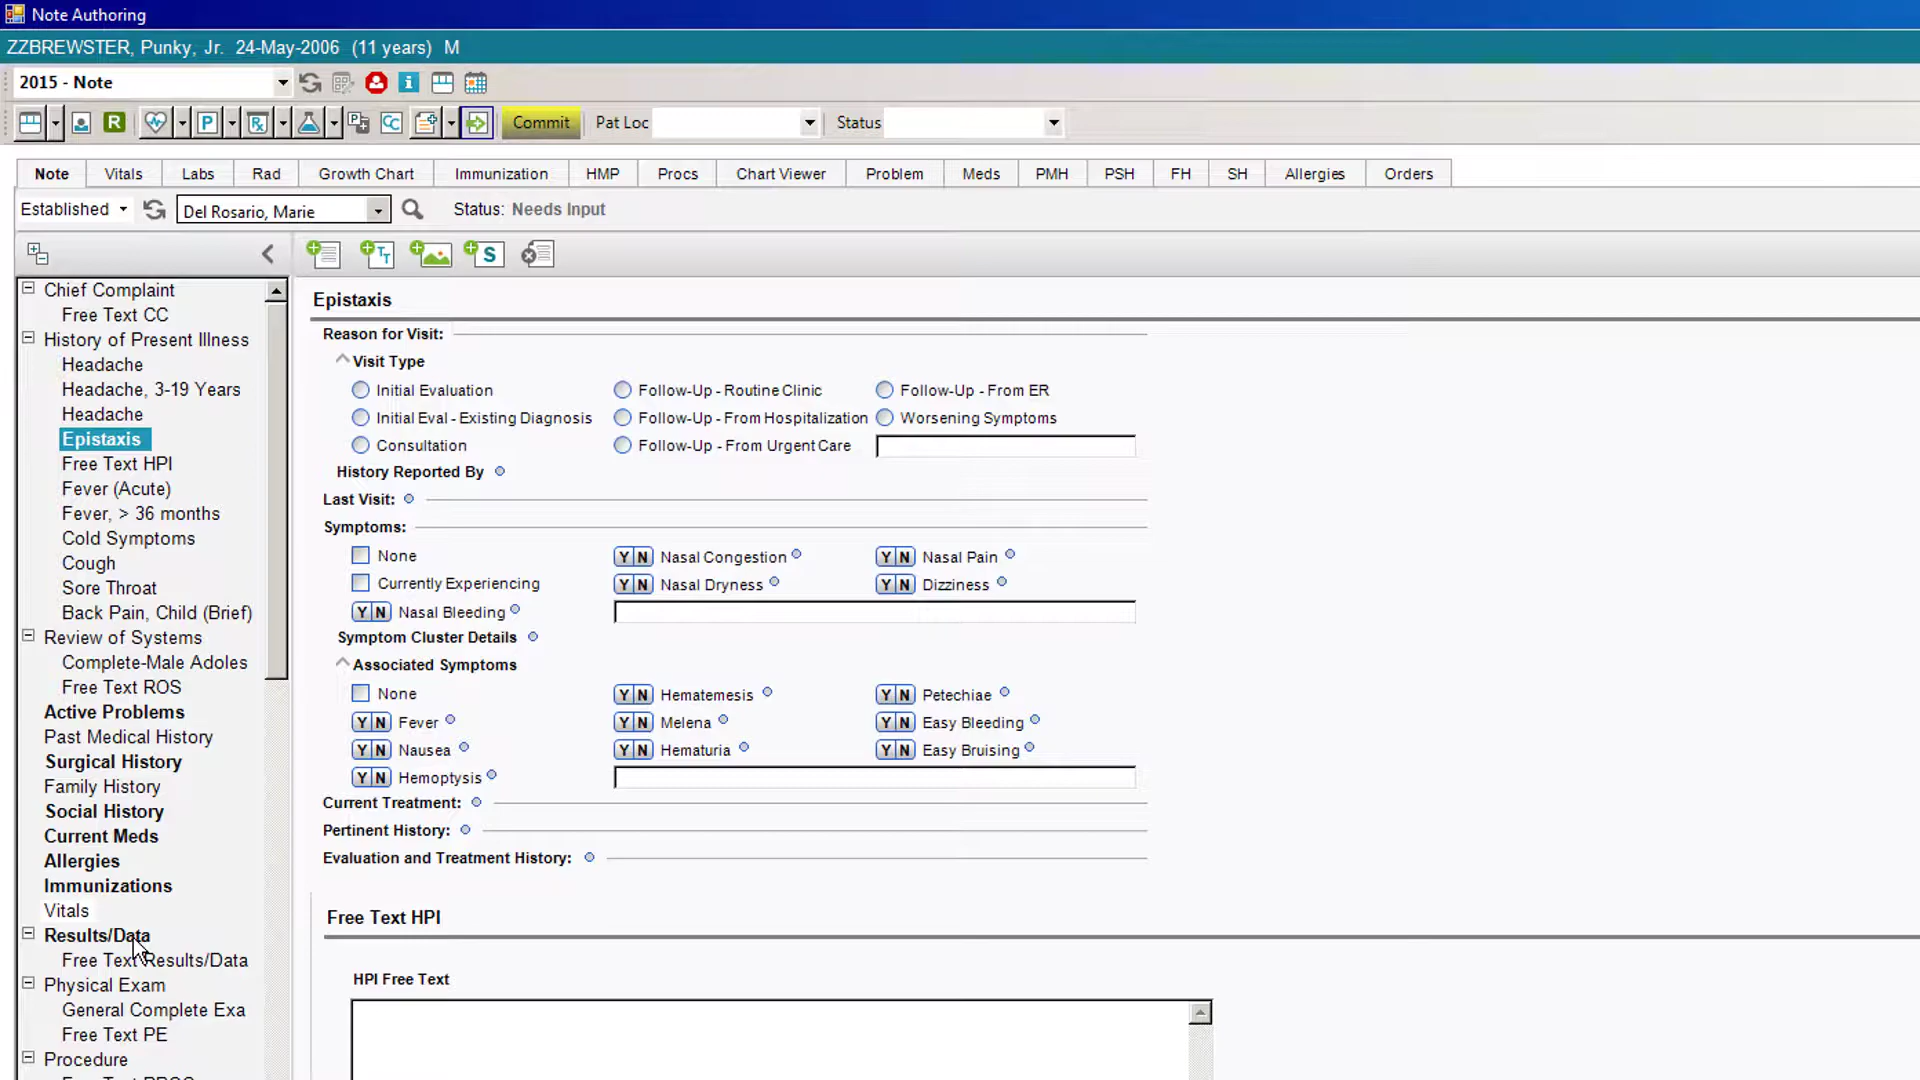 Note Authoring
ZZBREWSTER, Punky, Jr. 24-May-2006 (11 years) M
2015 - Note
Commit Pat Loc Status
Note Vitals Labs Rad Growth Chart Immunization HMP Procs Chart Viewer Problem Meds PMH PSH FH SH Allergies Orders
Established Del Rosario, Marie Status: Needs Input
Chief Complaint
Free Text CC
History of Present Illness
Headache
Headache, 3-19 Years
Headache
Epistaxis
Free Text HPI
Fever (Acute)
Fever, > 36 months
Cold Symptoms
Cough
Sore Throat
Back Pain, Child (Brief)
Review of Systems
Complete-Male Adoles
Free Text ROS
Active Problems
Past Medical History
Surgical History
Family History
Social History
Current Meds
Allergies
Immunizations
Vitals
Results/Data
Free Text Results/Data
Physical Exam
General Complete Exa
Free Text PE
Procedure
Epistaxis
Reason for Visit:
Visit Type
Initial Evaluation Follow-Up - Routine Clinic Follow-Up - From ER
Initial Eval - Existing Diagnosis Follow-Up - From Hospitalization Worsening Symptoms
Consultation Follow-Up - From Urgent Care
History Reported By
Last Visit:
Symptoms:
None Y N Nasal Congestion Y N Nasal Pain
Currently Experiencing Y N Nasal Dryness Y N Dizziness
Y N Nasal Bleeding
Symptom Cluster Details
Associated Symptoms
None Y N Hematemesis Y N Petechiae
Y N Fever Y N Melena Y N Easy Bleeding
Y N Nausea Y N Hematuria Y N Easy Bruising
Y N Hemoptysis
Current Treatment:
Pertinent History:
Evaluation and Treatment History:
Free Text HPI
HPI Free Text